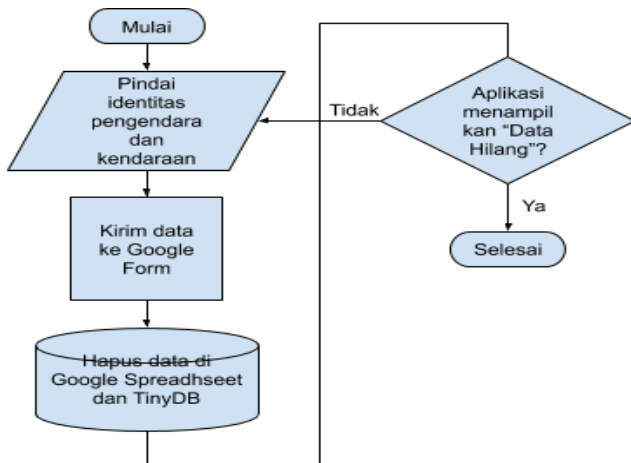 Mulai
Pindai
identitas
pengendara
dan
kendaraan
Kirim data
ke Google
Form
Hapus data di
Google Spreadhseet
dan TinyDB
Aplikasi
menampil
kan “Data
Hilang”?
Tidak
Ya
Selesai